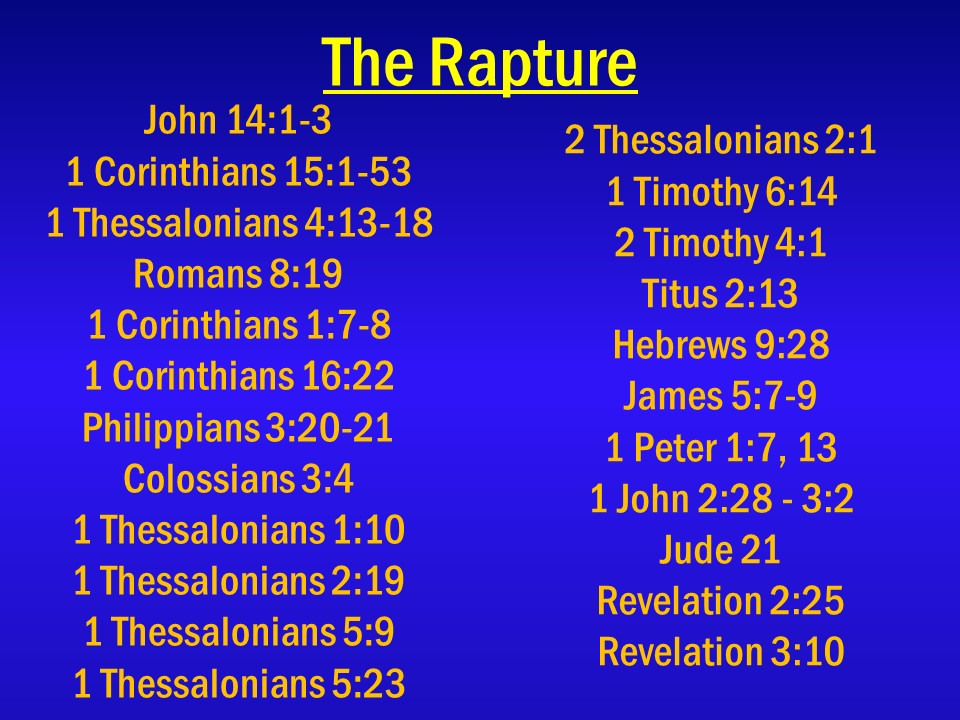 The Rapture
John 14:1-3
1 Corinthians 15:1-53
1 Thessalonians 4:13-18
Romans 8:19
1 Corinthians 1:7-8
1 Corinthians 16:22
Philippians 3:20-21
Colossians 3:4
1 Thessalonians 1:10
1 Thessalonians 2:19
1 Thessalonians 5:9
1 Thessalonians 5:23
2 Thessalonians 2:1
1 Timothy 6:14
2 Timothy 4:1
Titus 2:13
Hebrews 9:28
James 5:7-9
1 Peter 1:7, 13
1 John 2:28 - 3:2
Jude 21
Revelation 2:25
Revelation 3:10